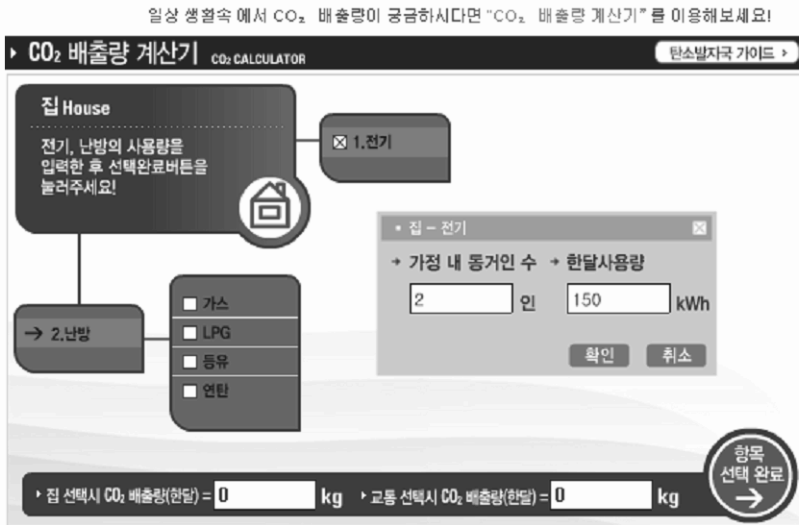 일상 생활속 에서 CO₂ 배출량이 궁금하시다면 "CO₂ 배출량 계산기" 를 이용해보세요!
CO₂ 배출량 계산기 CO₂ CALCULATOR
탄소발자국 가이드 >
집 House
전기, 난방의 사용량을
입력한 후 선택완료버튼을
눌러주세요!
1.전기
집 - 전기
가정 내 동거인 수 → 한달사용량
2 인 150 kWh
확인 취소
→ 2.난방
가스
LPG
등유
연탄
항목
선택 완료
집 선택시 CO₂ 배출량(한달) = 0 kg 교통 선택시 CO₂ 배출량(한달) = 0 kg